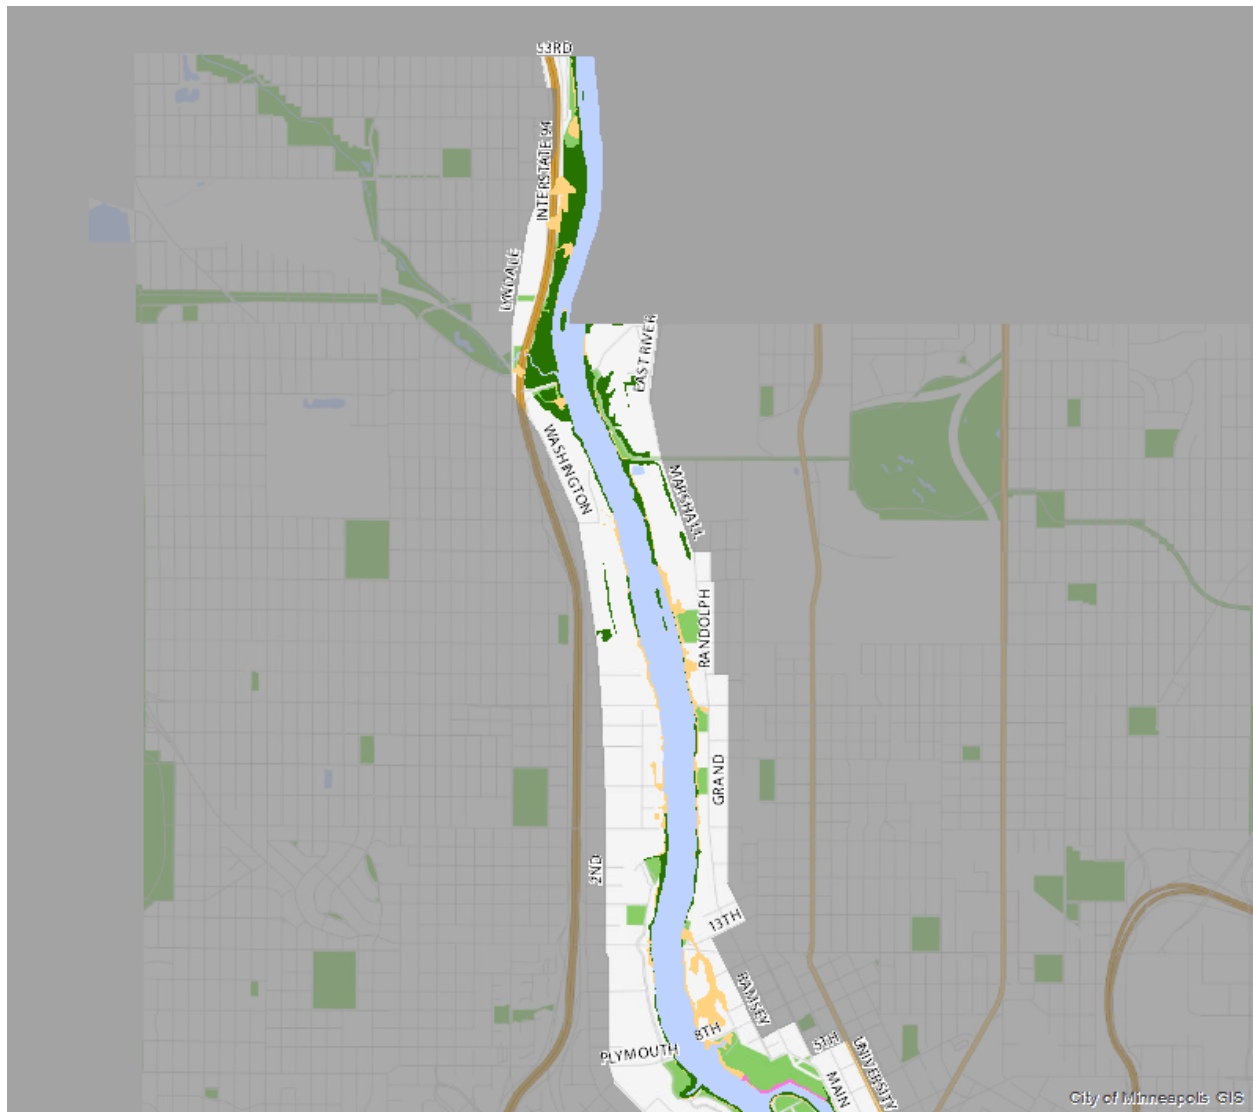 53RD
INTERSTATE 94
LYNDALE
EAST RIVER
WASHINGTON
MARSHALL
RANDOLPH
GRAND
2ND
13TH
RAMSEY
8TH
PLYMOUTH
5TH
UNIVERSITY
MAIN
City of Minneapolis GIS